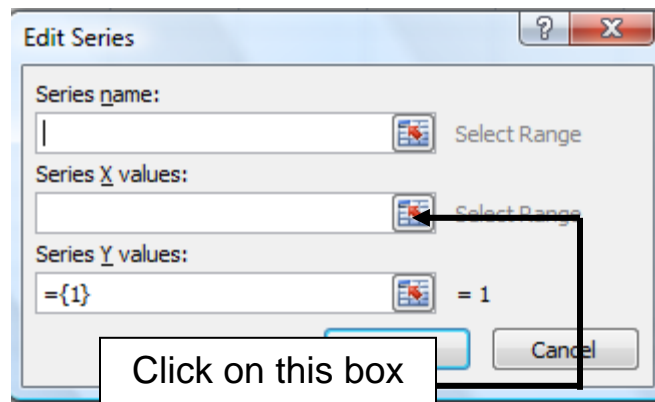 Edit Series
Series name:
Select Range
Series X values:
Select Range
Series Y values:
={1}
= 1
Click on this box
Cancel